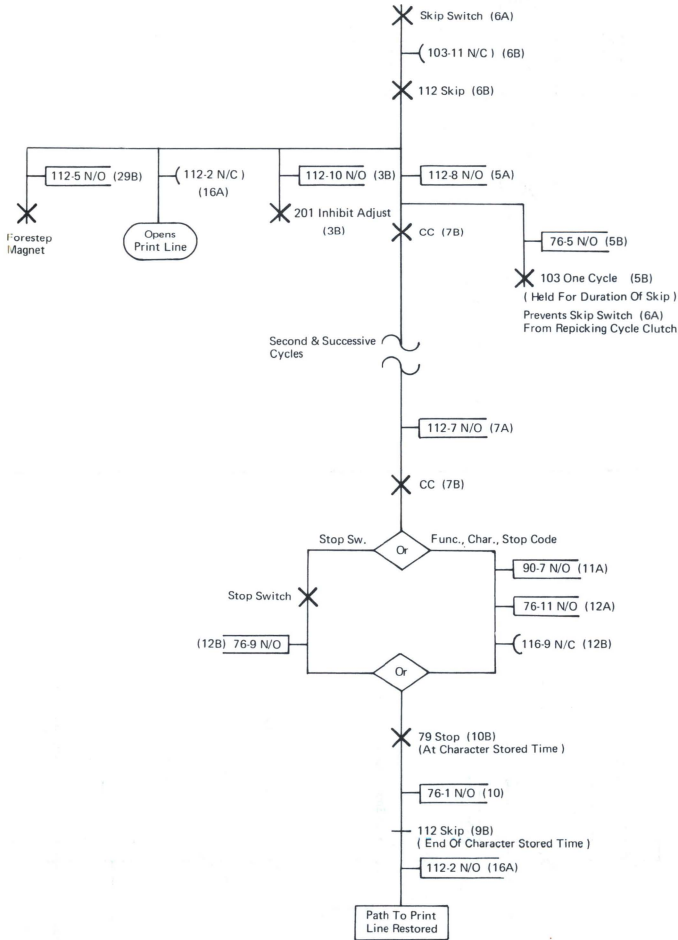 Skip Switch (6A)
103-11 N/C ) (6B)
112 Skip (6B)
112-5 N/O (29B)
112-2 N/C )
(16A)
112-10 N/O (3B)
112-8 N/O (5A)
Forestep
Magnet
Opens
Print Line
201 Inhibit Adjust
(3B)
CC (7B)
76-5 N/O (5B)
103 One Cycle (5B)
( Held For Duration Of Skip )
Prevents Skip Switch (6A)
From Repicking Cycle Clutch
Second & Successive
Cycles
112-7 N/O (7A)
CC (7B)
Stop Sw.
Or
Func., Char., Stop Code
90-7 N/O (11A)
Stop Switch
76-11 N/O (12A)
(12B) 76-9 N/O
116-9 N/C (12B)
Or
79 Stop (10B)
(At Character Stored Time )
76-1 N/O (10)
112 Skip (9B)
( End Of Character Stored Time )
112-2 N/O (16A)
Path To Print
Line Restored